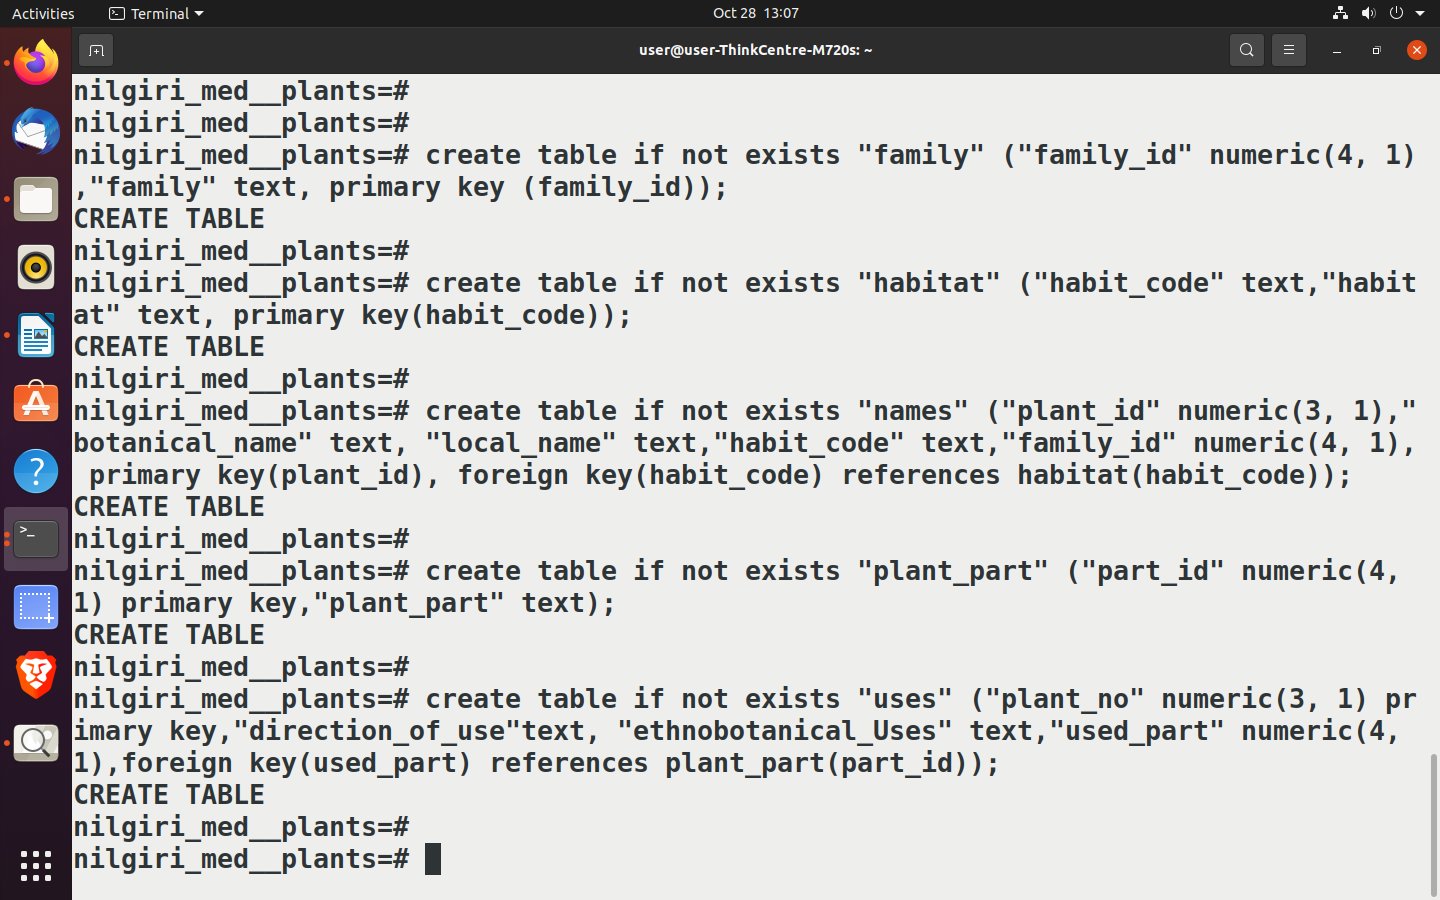 Activities Terminal Oct 28 13:07
user@user-ThinkCentre-M720s: ~
nilgiri_med__plants=#
nilgiri_med__plants=#
nilgiri_med__plants=# create table if not exists "family" ("family_id" numeric(4, 1)
,"family" text, primary key (family_id));
CREATE TABLE
nilgiri_med__plants=#
nilgiri_med__plants=# create table if not exists "habitat" ("habit_code" text,"habit
at" text, primary key(habit_code));
CREATE TABLE
nilgiri_med__plants=#
nilgiri_med__plants=# create table if not exists "names" ("plant_id" numeric(3, 1),"
botanical_name" text, "local_name" text,"habit_code" text,"family_id" numeric(4, 1),
 primary key(plant_id), foreign key(habit_code) references habitat(habit_code));
CREATE TABLE
nilgiri_med__plants=#
nilgiri_med__plants=# create table if not exists "plant_part" ("part_id" numeric(4,
1) primary key,"plant_part" text);
CREATE TABLE
nilgiri_med__plants=#
nilgiri_med__plants=# create table if not exists "uses" ("plant_no" numeric(3, 1) pr
imary key,"direction_of_use"text, "ethnobotanical_Uses" text,"used_part" numeric(4,
1),foreign key(used_part) references plant_part(part_id));
CREATE TABLE
nilgiri_med__plants=#
nilgiri_med__plants=#